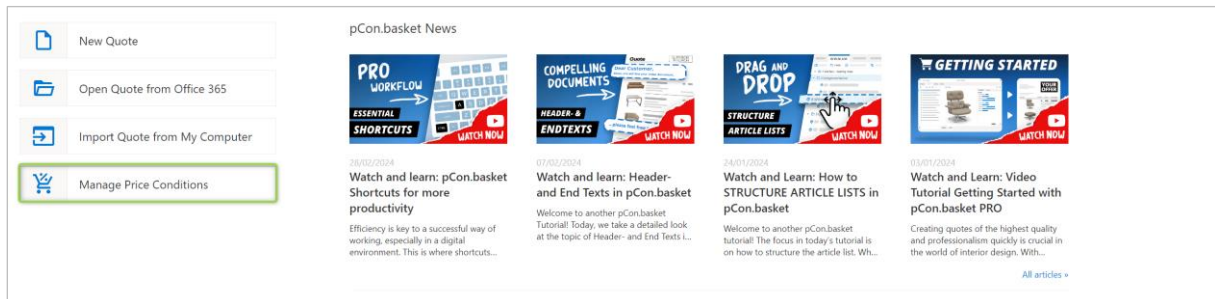 New Quote
Open Quote from Office 365
Import Quote from My Computer
Manage Price Conditions
pCon.basket News
PRO
WORKFLOW
ESSENTIAL
SHORTCUTS
WATCH NOW
28/02/2024
Watch and learn: pCon.basket
Shortcuts for more
productivity
Efficiency is key to a successful way of
working, especially in a digital
environment. This is where shortcuts...
COMPELLING
DOCUMENTS
Quote
Dear Customer,
HEADER- &
ENDTEXTS
WATCH NOW
07/02/2024
Watch and learn: Header-
and End Texts in pCon.basket
Welcome to another pCon.basket
Tutorial! Today, we take a detailed look
at the topic of Header- and End Texts i...
DRAG AND
DROP
STRUCTURE
ARTICLE LISTS
WATCH NOW
24/01/2024
Watch and Learn: How to
STRUCTURE ARTICLE LISTS in
pCon.basket
Welcome to another pCon.basket
tutorial! The focus in today's tutorial is
on how to structure the article list. Wh...
GETTING STARTED
YOUR
OFFER
WATCH NOW
03/01/2024
Watch and Learn: Video
Tutorial Getting Started with
pCon.basket PRO
Creating quotes of the highest quality
and professionalism quickly is crucial in
the world of interior design. With...
All articles »